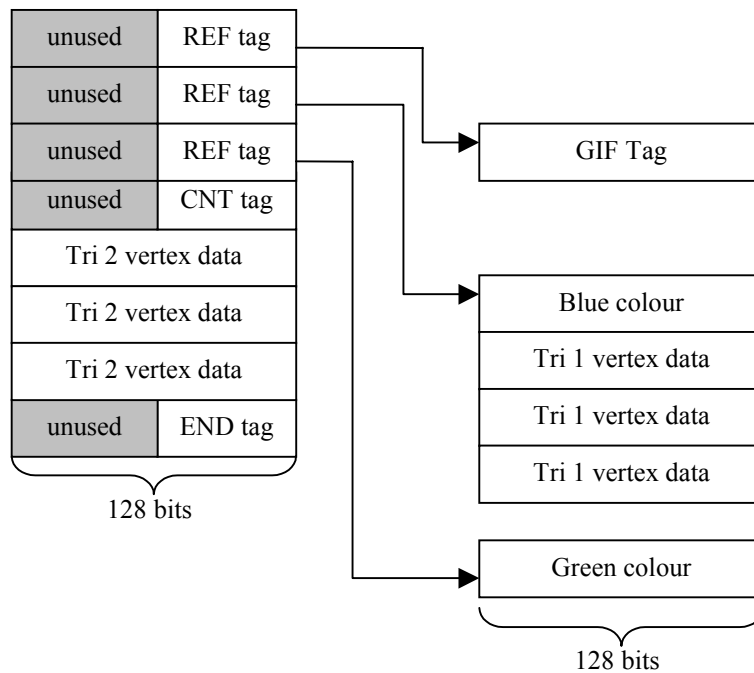 unused REF tag
unused REF tag
unused REF tag
unused CNT tag
Tri 2 vertex data
Tri 2 vertex data
Tri 2 vertex data
unused END tag
128 bits
GIF Tag
Blue colour
Tri 1 vertex data
Tri 1 vertex data
Tri 1 vertex data
Green colour
128 bits